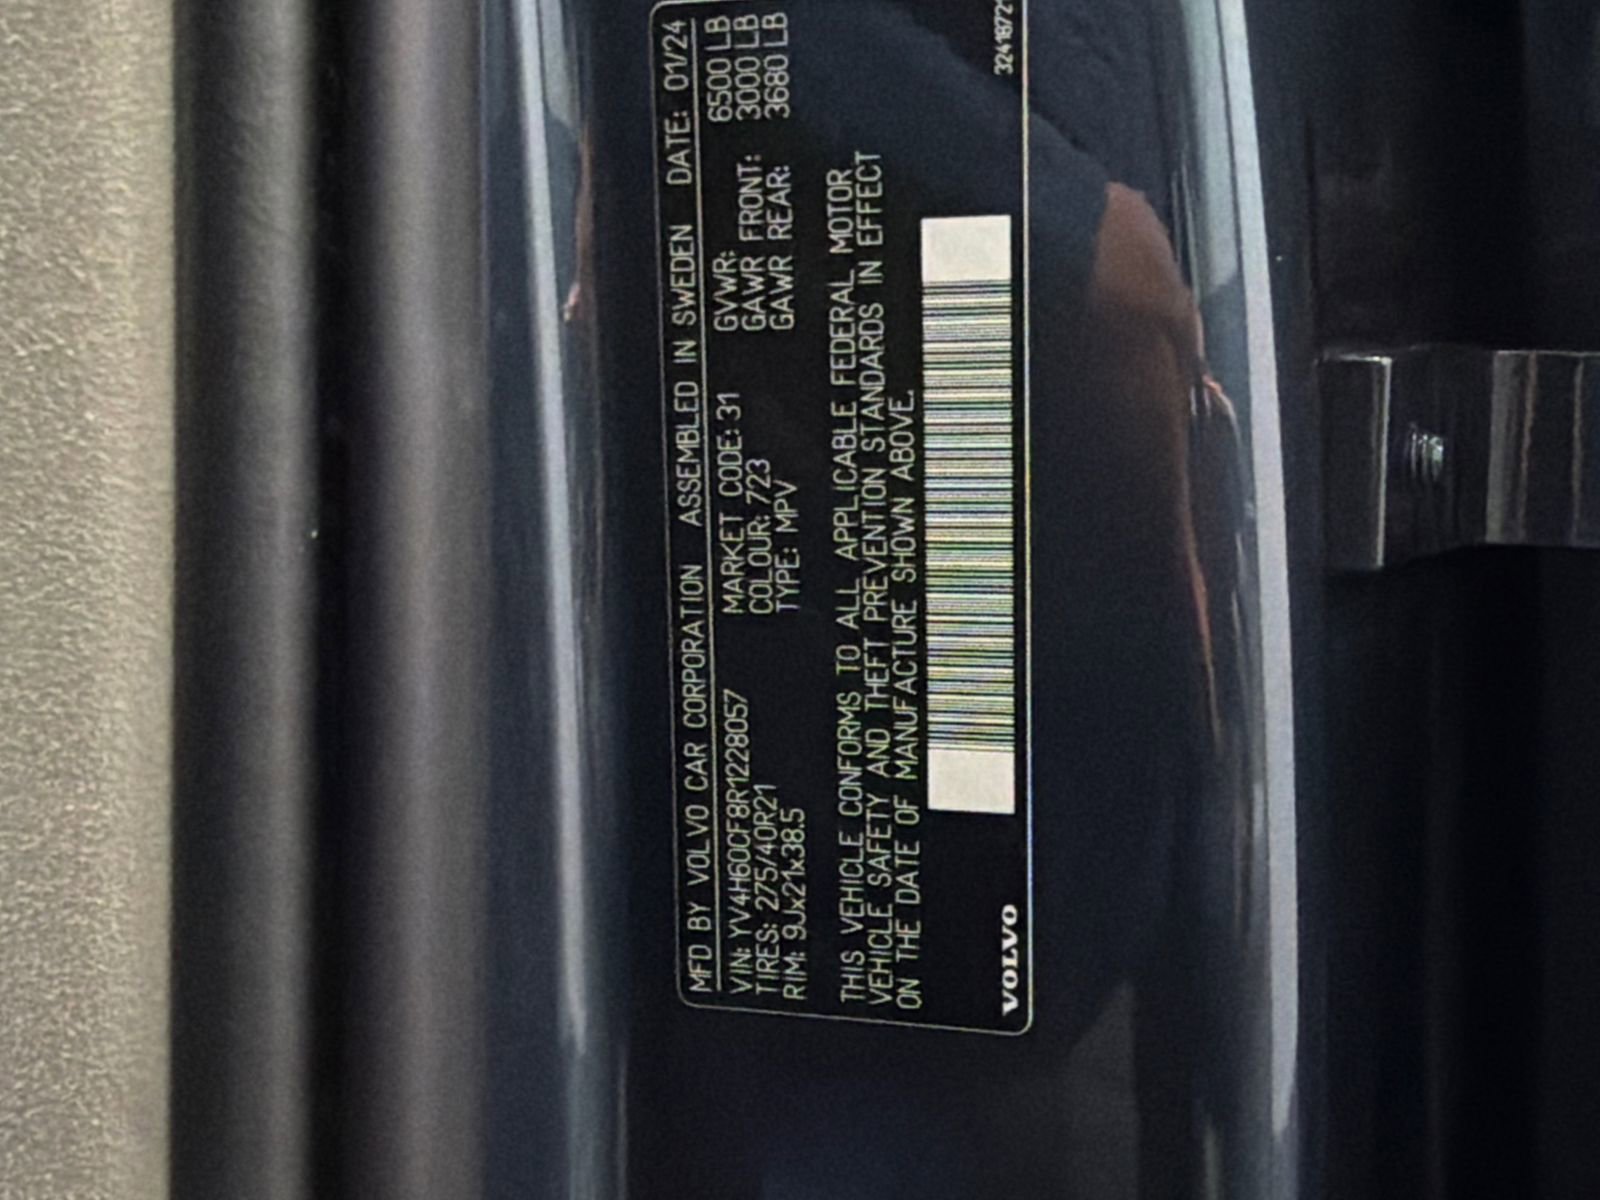 MFD BY VOLVO CAR CORPORATION ASSEMBLED IN SWEDEN DATE: 01/24
VIN: YV4H60CF8R1228057 MARKET CODE: 31 GVWR: 6500 LB
TIRES: 275/40R21 COLOUR: 723 GAWR FRONT: 3000 LB
RIM: 9Jx21x38.5 TYPE: MPV GAWR REAR: 3680 LB
THIS VEHICLE CONFORMS TO ALL APPLICABLE FEDERAL MOTOR
VEHICLE SAFETY AND THEFT PREVENTION STANDARDS IN EFFECT
ON THE DATE OF MANUFACTURE SHOWN ABOVE.
VOLVO